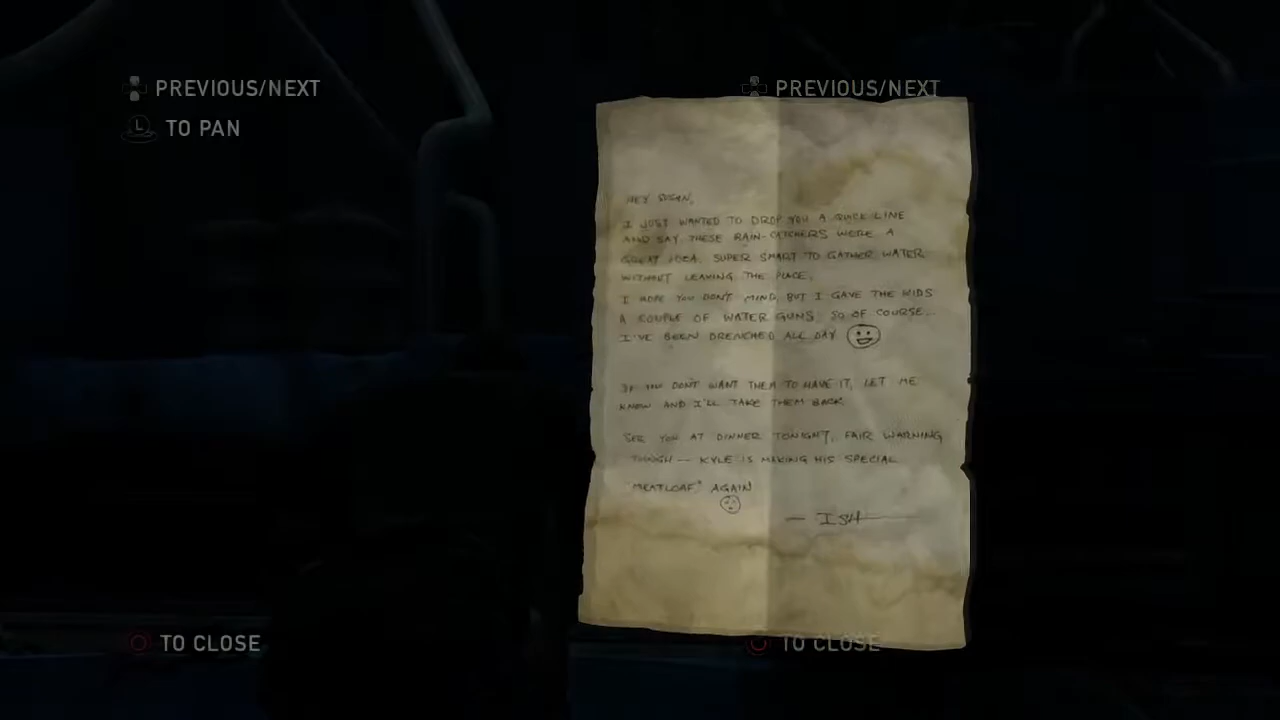 PREVIOUS/NEXT
PREVIOUS/NEXT
L TO PAN
HEY SUSAN,
I JUST WANTED TO DROP YOU A QUICK LINE
AND SAY THESE RAIN-CATCHERS WERE A
GREAT IDEA. SUPER SMART TO GATHER WATER
WITHOUT LEAVING THE PLACE.
I HOPE YOU DON'T MIND, BUT I GAVE THE KIDS
A COUPLE OF WATER GUNS. SO OF COURSE...
I'VE BEEN DRENCHED ALL DAY
IF YOU DON'T WANT THEM TO HAVE IT, LET ME
KNOW AND I'LL TAKE THEM BACK.
SEE YOU AT DINNER TONIGHT, FAIR WARNING
THOUGH — KYLE IS MAKING HIS SPECIAL
"MEATLOAF" AGAIN
— ISH
TO CLOSE
TO CLOSE